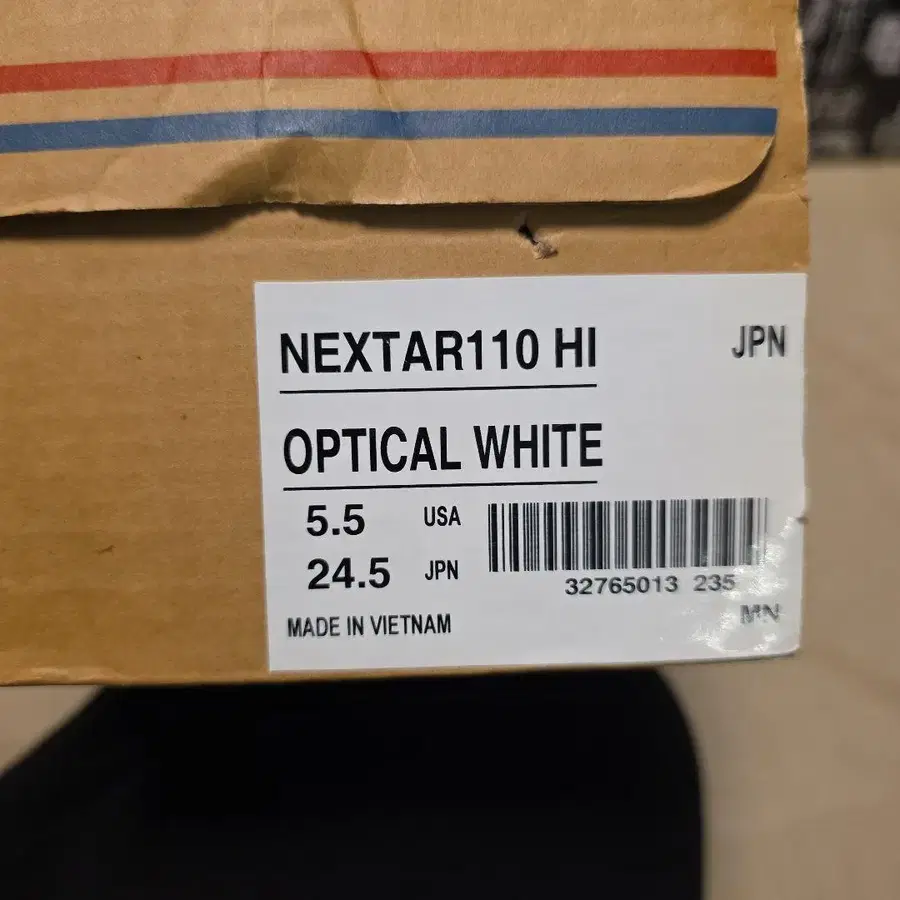 NEXTAR110 HI JPN
OPTICAL WHITE
5.5 USA
24.5 JPN
32765013 235
MADE IN VIETNAM
MN